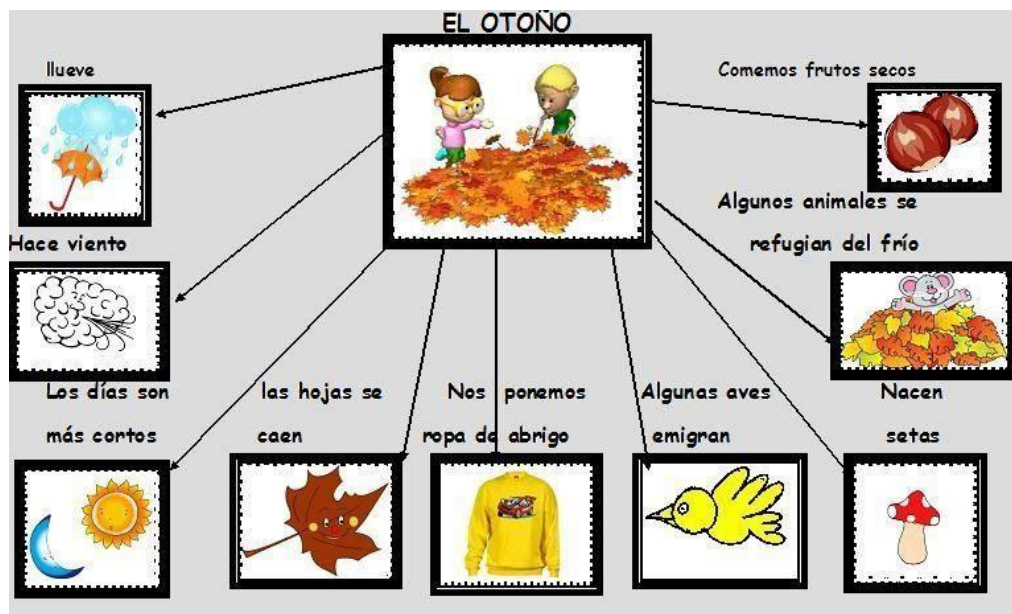 EL OTOÑO
llueve
Comemos frutos secos
Algunos animales se
refugian del frío
Hace viento
Los días son
más cortos
las hojas se
caen
Nos ponemos
ropa de abrigo
Algunas aves
emigran
Nacen
setas